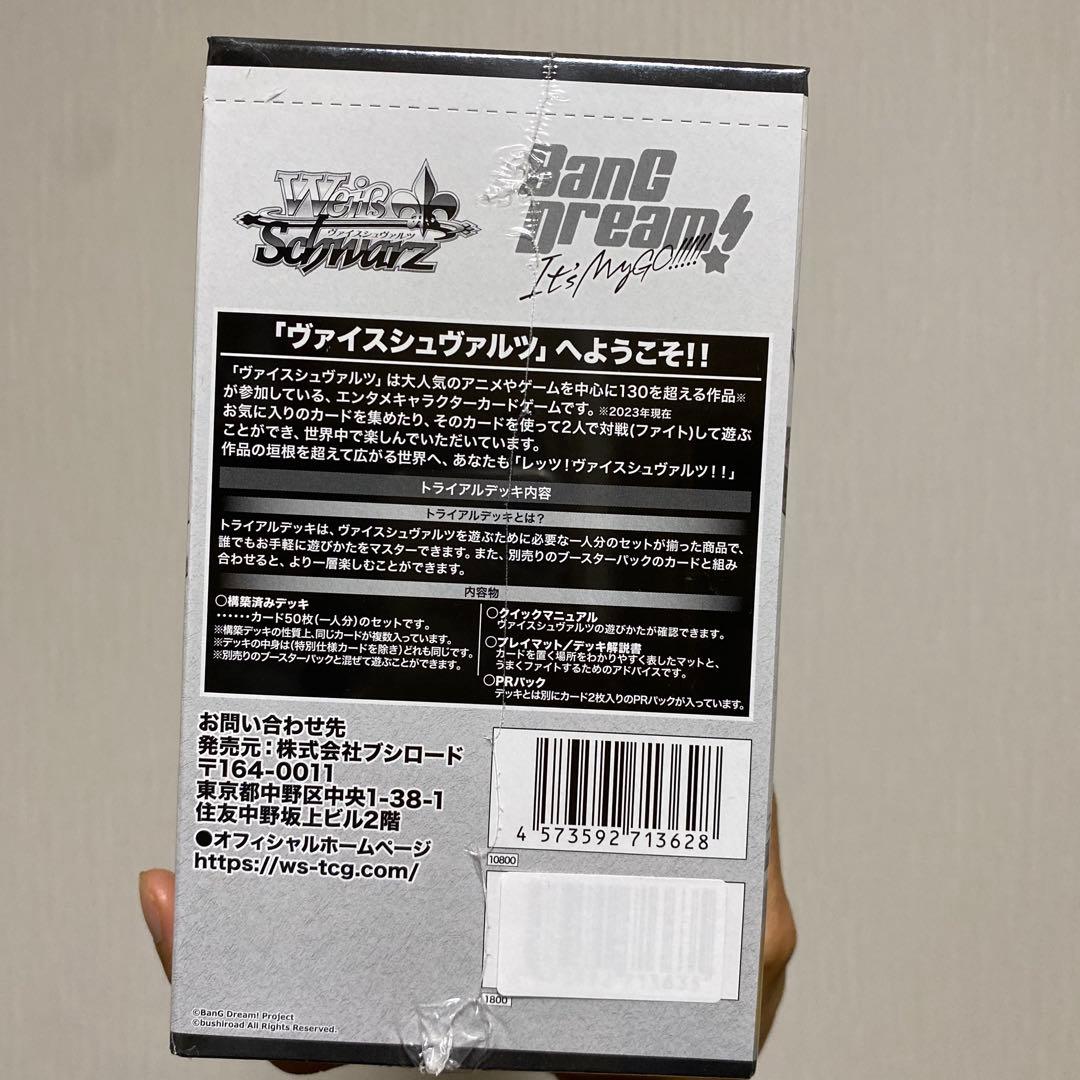 Weiß
ヴァイスシュヴァルツ
Schwarz
BanG
Dream!
It's MyGO!!!!!
「ヴァイスシュヴァルツ」へようこそ!!
「ヴァイスシュヴァルツ」は大人気のアニメやゲームを中心に130を超える作品※
が参加している、エンタメキャラクターカードゲームです。※2023年現在
お気に入りのカードを集めたり、そのカードを使って2人で対戦(ファイト)して遊ぶ
ことができ、世界中で楽しんでいただいています。
作品の垣根を超えて広がる世界へ、あなたも「レッツ!ヴァイスシュヴァルツ!!」
トライアルデッキ内容
トライアルデッキとは?
トライアルデッキは、ヴァイスシュヴァルツを遊ぶために必要な一人分のセットが揃った商品で、
誰でもお手軽に遊びかたをマスターできます。また、別売りのブースターパックのカードと組み
合わせると、より一層楽しむことができます。
内容物
○構築済みデッキ
‥‥‥カード50枚(一人分)のセットです。
※構築デッキの性質上、同じカードが複数入っています。
※デッキの中身は(特別仕様カードを除き)どれも同じです。
※別売りのブースターパックと混ぜて遊ぶことができます。
○クイックマニュアル
ヴァイスシュヴァルツの遊びかたが確認できます。
○プレイマット/デッキ解説書
カードを置く場所をわかりやすく表したマットと、
うまくファイトするためのアドバイスです。
○PRパック
デッキとは別にカード2枚入りのPRパックが入っています。
お問い合わせ先
発売元:株式会社ブシロード
〒164-0011
東京都中野区中央1-38-1
住友中野坂上ビル2階
●オフィシャルホームページ
https://ws-tcg.com/
4 573592 713628
10800
1800
©BanG Dream! Project
©bushiroad All Rights Reserved.